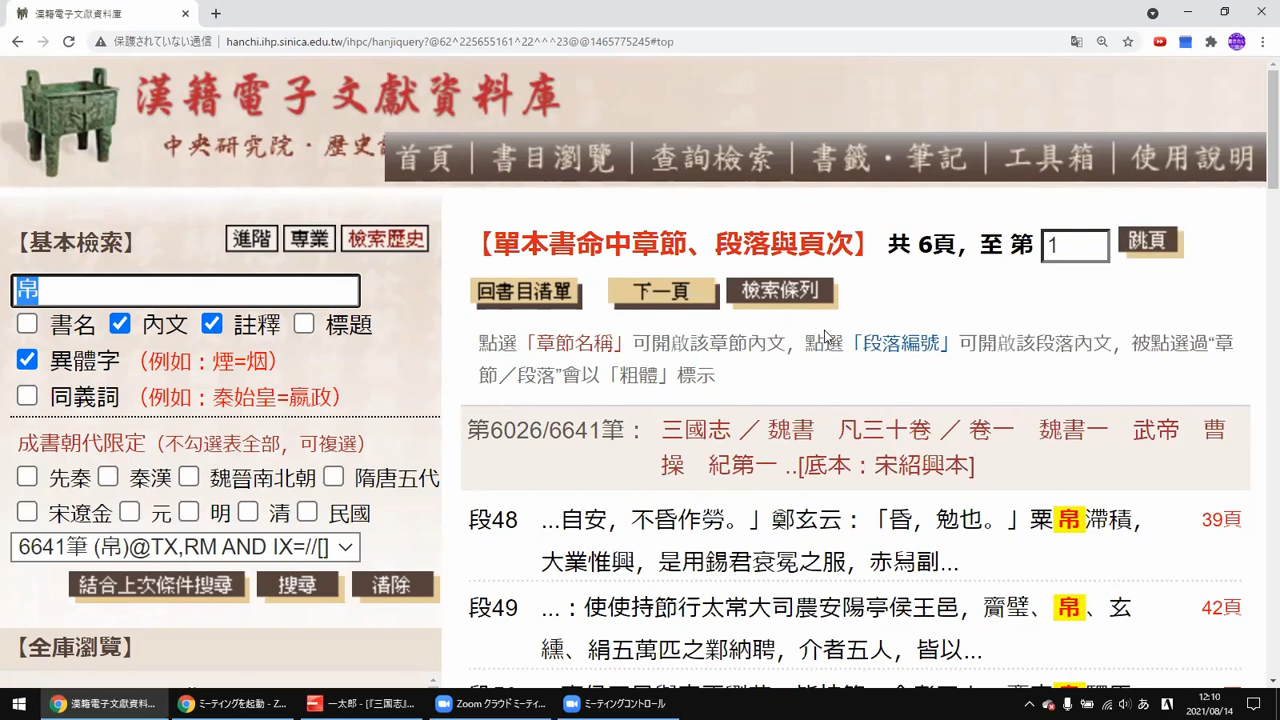 漢籍電子文獻資料庫
保護されていない通信 | hanchi.ihp.sinica.edu.tw/ihpc/hanjiquery?@62^225655161^22^^^23@@1465775245#top
漢籍電子文獻資料庫
中央研究院・歷史
首頁 | 書目瀏覽 | 查詢檢索 | 書籤・筆記 | 工具箱 | 使用說明
【基本檢索】 進階 專業 檢索歷史
帛
書名 內文 註釋 標題
異體字 (例如：煙=烟)
同義詞 (例如：秦始皇=嬴政)
成書朝代限定 (不勾選表全部，可複選)
先秦 秦漢 魏晉南北朝 隋唐五代
宋遼金 元 明 清 民國
6641筆 (帛)@TX,RM AND IX=//[]
結合上次條件搜尋 搜尋 清除
【全庫瀏覽】
【單本書命中章節、段落與頁次】 共 6頁，至 第 1 跳頁
回書目清單 下一頁 檢索條列
點選「章節名稱」可開啟該章節內文，點選「段落編號」可開啟該段落內文，被點選過“章
節／段落”會以「粗體」標示
第6026/6641筆： 三國志 ／ 魏書 凡三十卷 ／ 卷一 魏書一 武帝 曹
操 紀第一 ..[底本：宋紹興本]
段48 ...自安，不昏作勞。」鄭玄云：「昏，勉也。」粟帛滯積， 39頁
大業惟興，是用錫君袞冕之服，赤舄副...
段49 ...：使使持節行太常大司農安陽亭侯王邑，齎璧、帛、玄 42頁
纁、絹五萬匹之鄴納聘，介者五人，皆以...
漢籍電子文獻資料...
ミーティングを起動 - Z...
一太郎 - [『三国志』...
Zoom クラウドミーティ...
ミーティングコントロール
あ A
12:10
2021/08/14